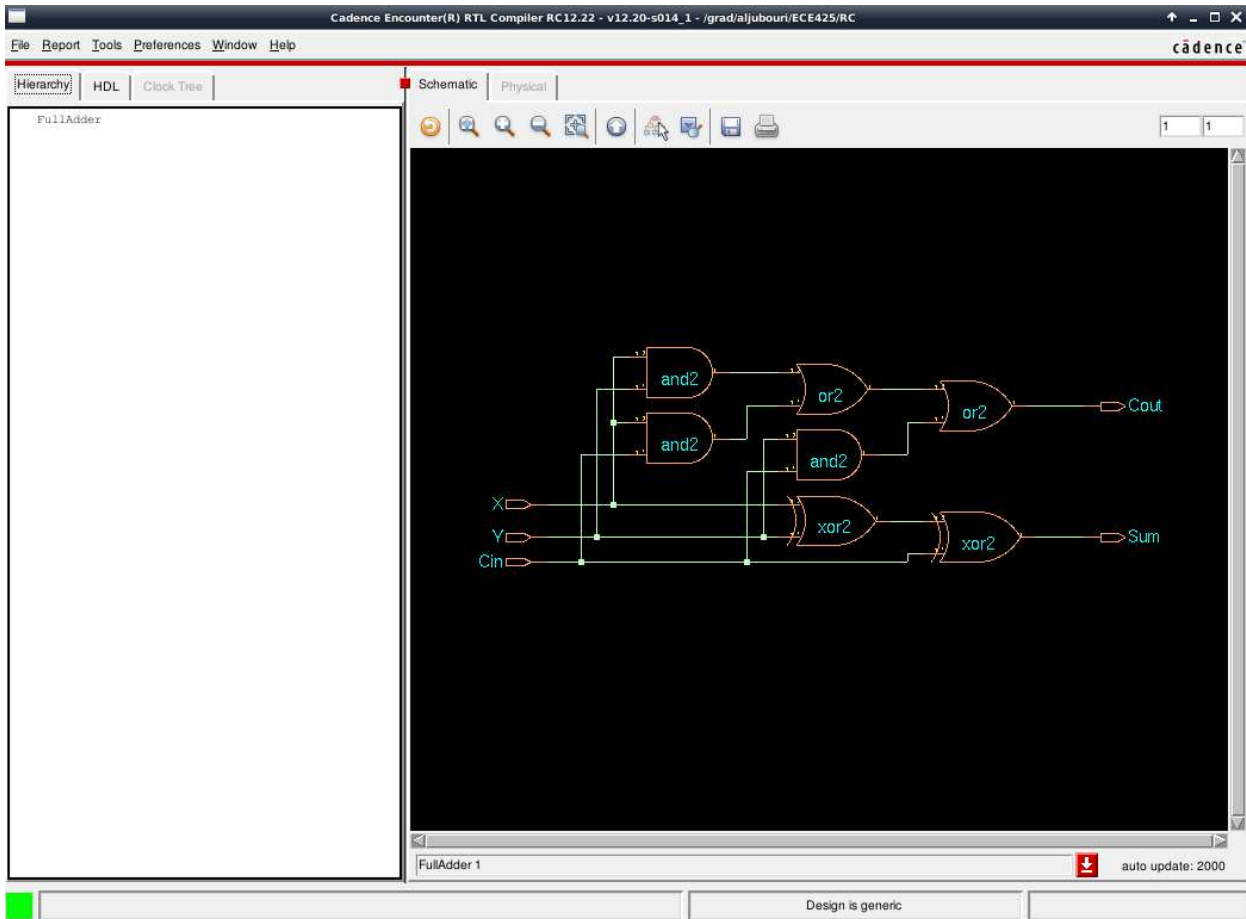 Cadence Encounter(R) RTL Compiler RC12.22 - v12.20-s014_1 - /grad/aljubouri/ECE425/RC
File Report Tools Preferences Window Help
cādence
Hierarchy HDL Clock Tree
Schematic Physical
FullAdder
1 1
and2
or2
Cout
or2
and2
and2
X
xor2
Y
Sum
xor2
Cin
FullAdder 1
auto update: 2000
Design is generic